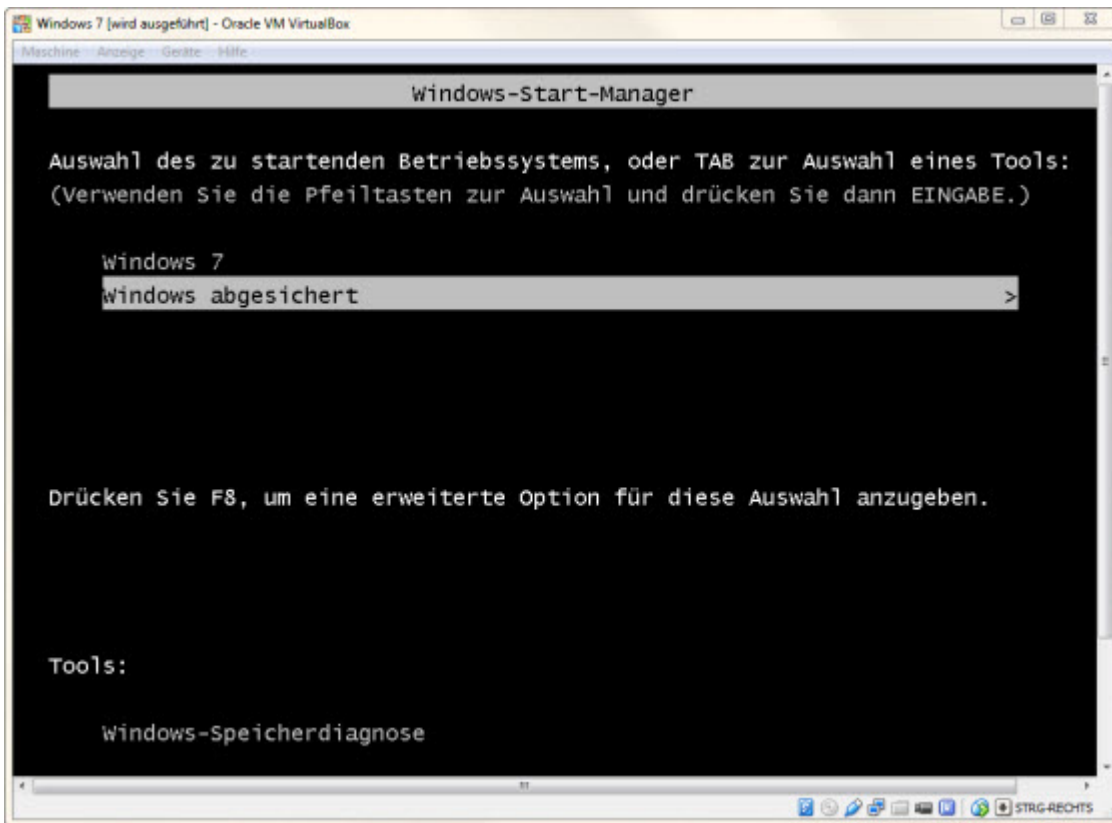 Windows 7 [wird ausgeführt] - Oracle VM VirtualBox
Maschine Anzeige Geräte Hilfe
Windows-Start-Manager
Auswahl des zu startenden Betriebssystems, oder TAB zur Auswahl eines Tools:
(Verwenden Sie die Pfeiltasten zur Auswahl und drücken Sie dann EINGABE.)
Windows 7
Windows abgesichert >
Drücken Sie F8, um eine erweiterte Option für diese Auswahl anzugeben.
Tools:
Windows-Speicherdiagnose
STRG-RECHTS